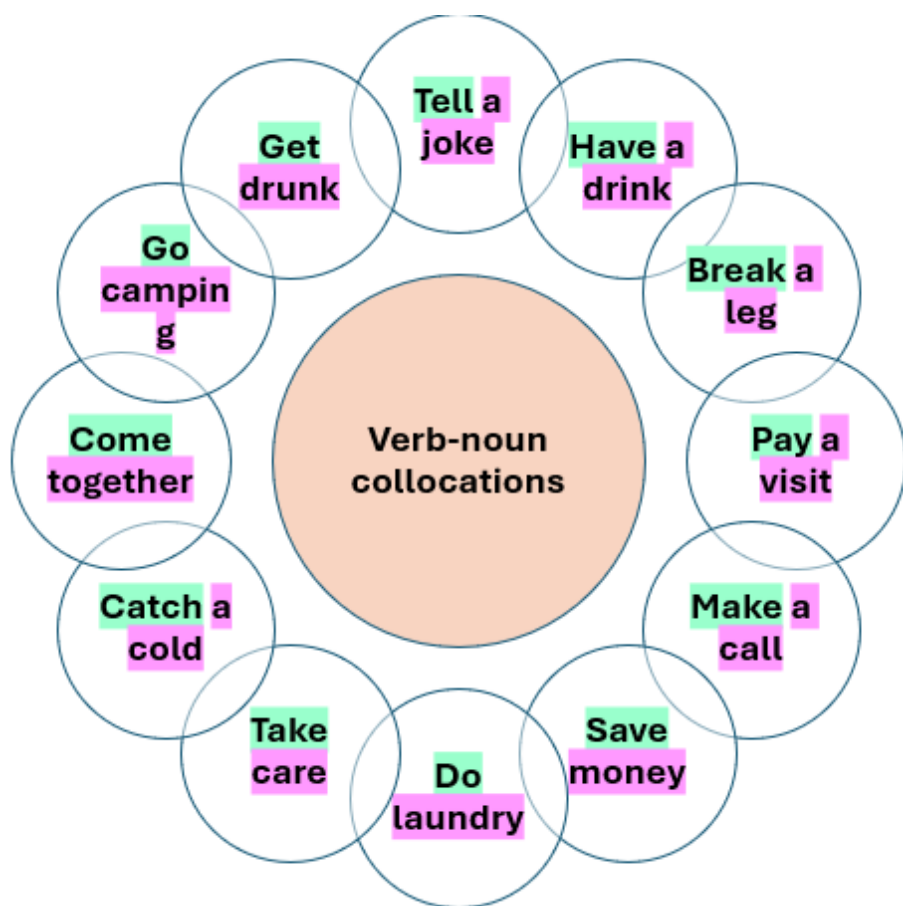 Tell a
joke
Have a
drink
Break a
leg
Pay a
visit
Make a
call
Save
money
Do
laundry
Take
care
Catch a
cold
Come
together
Go
campin
g
Get
drunk
Verb-noun
collocations